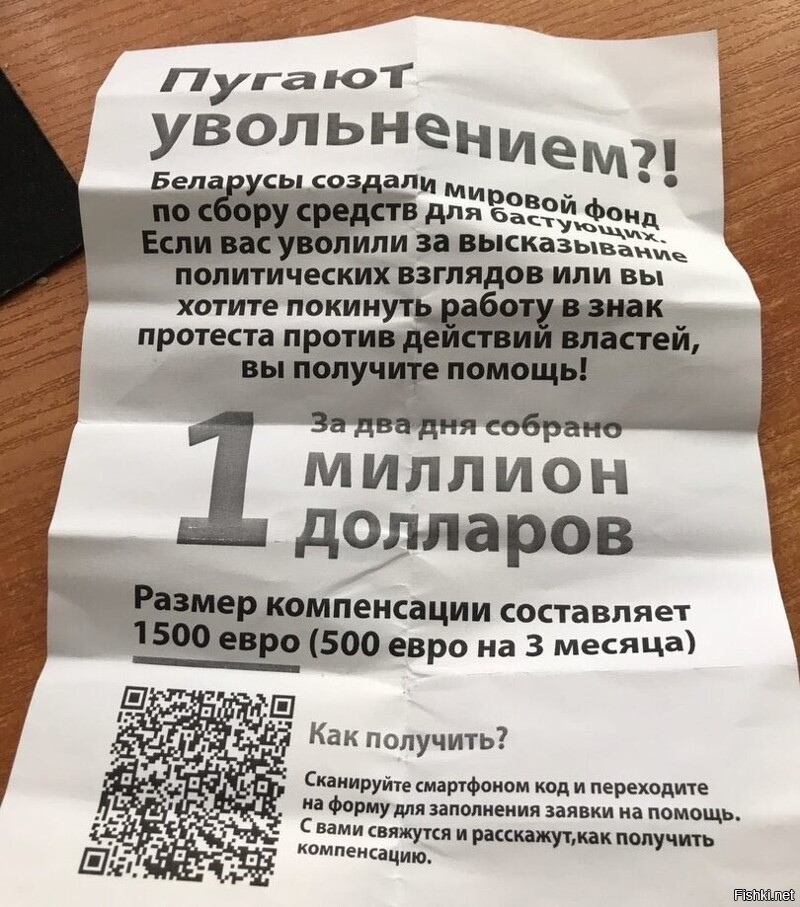 Пугают
увольнением?!
Беларусы создали мировой фонд
по сбору средств для бастующих.
Если вас уволили за высказывание
политических взглядов или вы
хотите покинуть работу в знак
протеста против действий властей,
вы получите помощь!
1
За два дня собрано
миллион
долларов
Размер компенсации составляет
1500 евро (500 евро на 3 месяца)
Как получить?
Сканируйте смартфоном код и переходите
на форму для заполнения заявки на помощь.
С вами свяжутся и расскажут,как получить
компенсацию.
Fishki.net